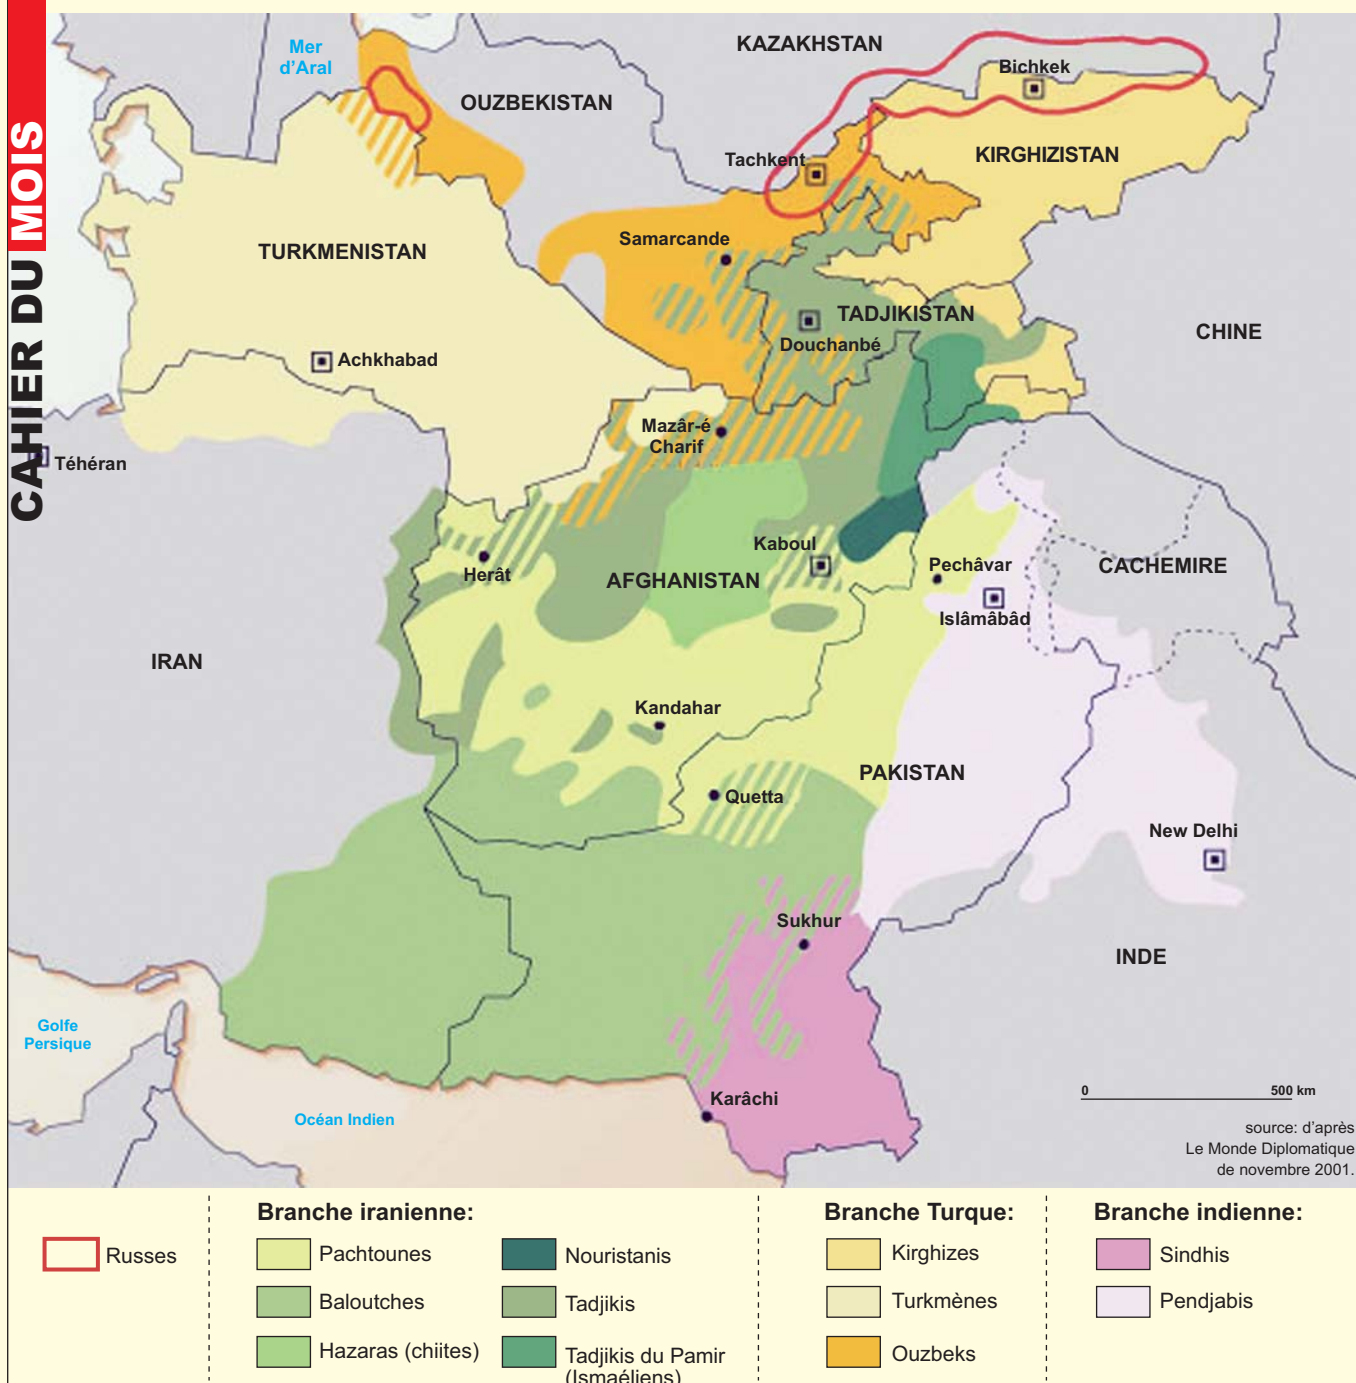 CAHIER DU MOIS
Mer
d'Aral
KAZAKHSTAN
Bichkek
OUZBEKISTAN
Tachkent
KIRGHIZISTAN
Samarcande
TURKMENISTAN
TADJIKISTAN
Douchanbé
CHINE
Achkhabad
Mazâr-é
Charif
Téhéran
Kaboul
Herât
AFGHANISTAN
Pechâvar
CACHEMIRE
Islâmâbâd
IRAN
Kandahar
PAKISTAN
Quetta
New Delhi
Sukhur
INDE
Golfe
Persique
Océan Indien
Karâchi
0 500 km
source: d'après
Le Monde Diplomatique
de novembre 2001.
Russes
Branche iranienne:
Pachtounes
Baloutches
Hazaras (chiites)
Nouristanis
Tadjikis
Tadjikis du Pamir
(Ismaéliens)
Branche Turque:
Kirghizes
Turkmènes
Ouzbeks
Branche indienne:
Sindhis
Pendjabis